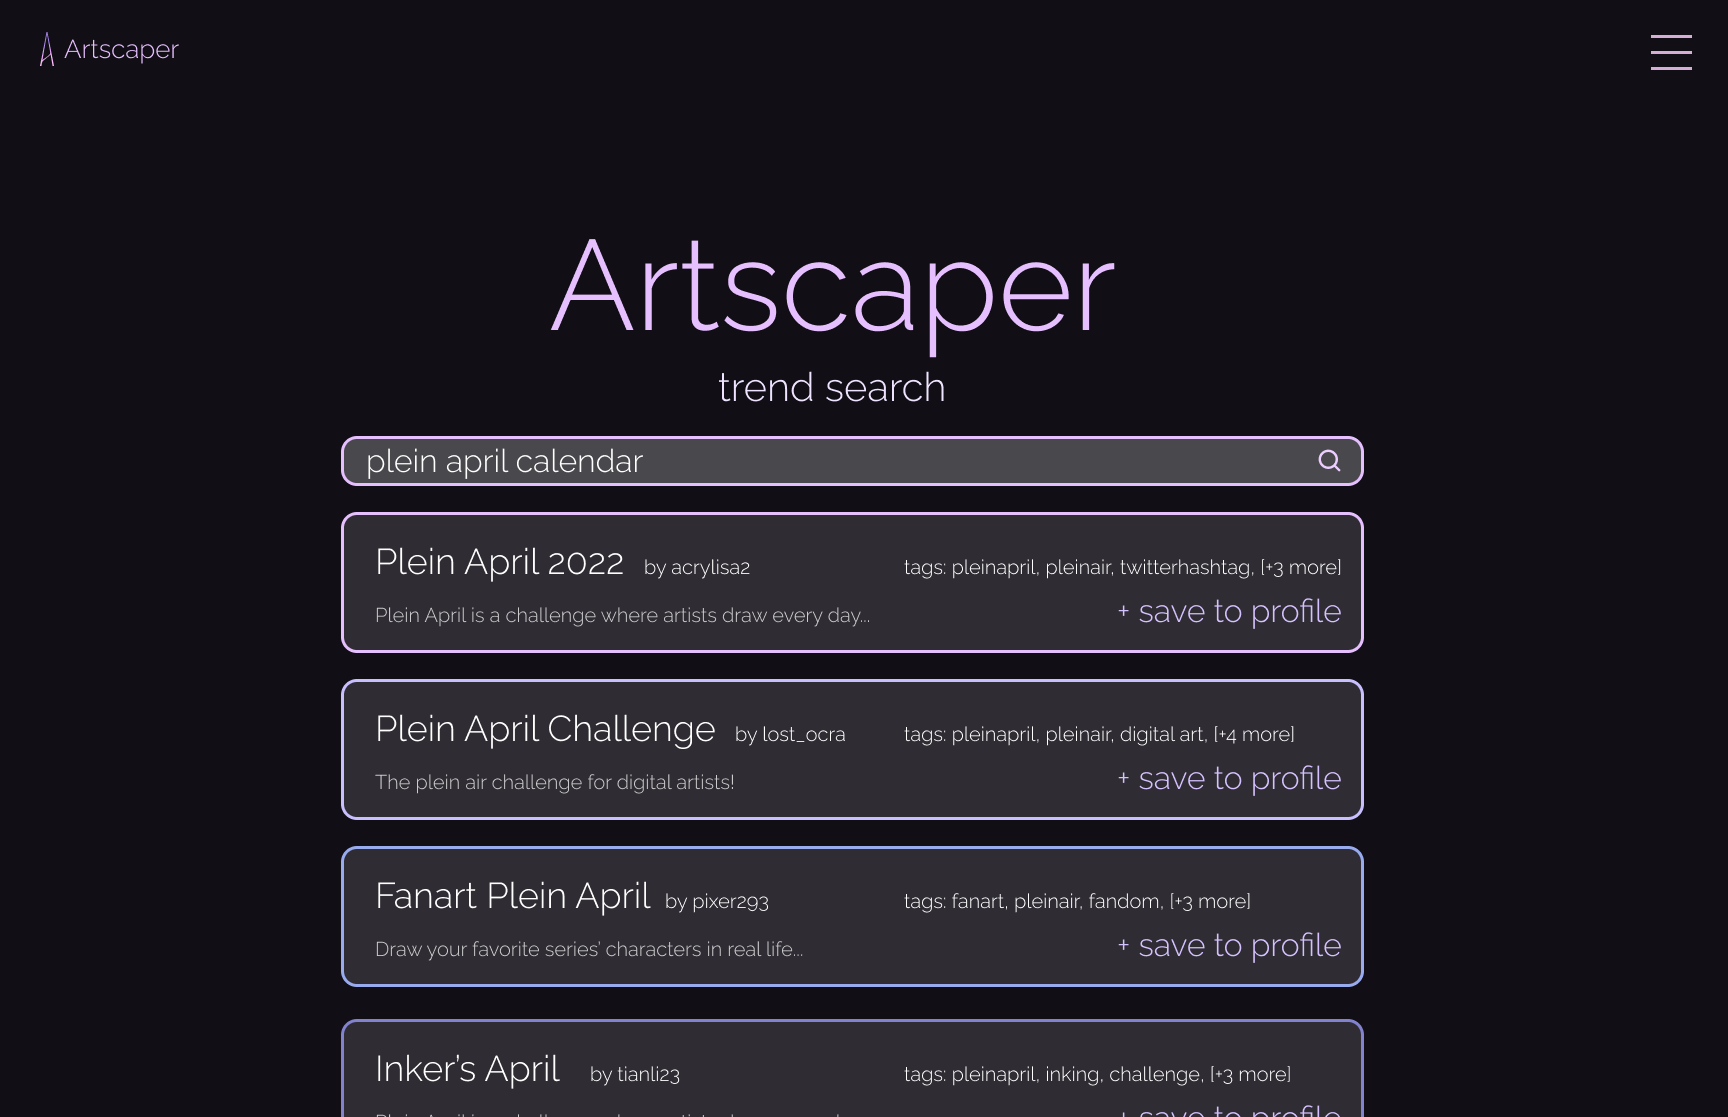 Artscaper
Artscaper
trend search
plein april calendar
Plein April 2022 by acrylisa2 tags: pleinapril, pleinair, twitterhashtag, [+3 more]
Plein April is a challenge where artists draw every day... + save to profile
Plein April Challenge by lost_ocra tags: pleinapril, pleinair, digital art, [+4 more]
The plein air challenge for digital artists! + save to profile
Fanart Plein April by pixer293 tags: fanart, pleinair, fandom, [+3 more]
Draw your favorite series’ characters in real life... + save to profile
Inker’s April by tianli23 tags: pleinapril, inking, challenge, [+3 more]
+ save to profile